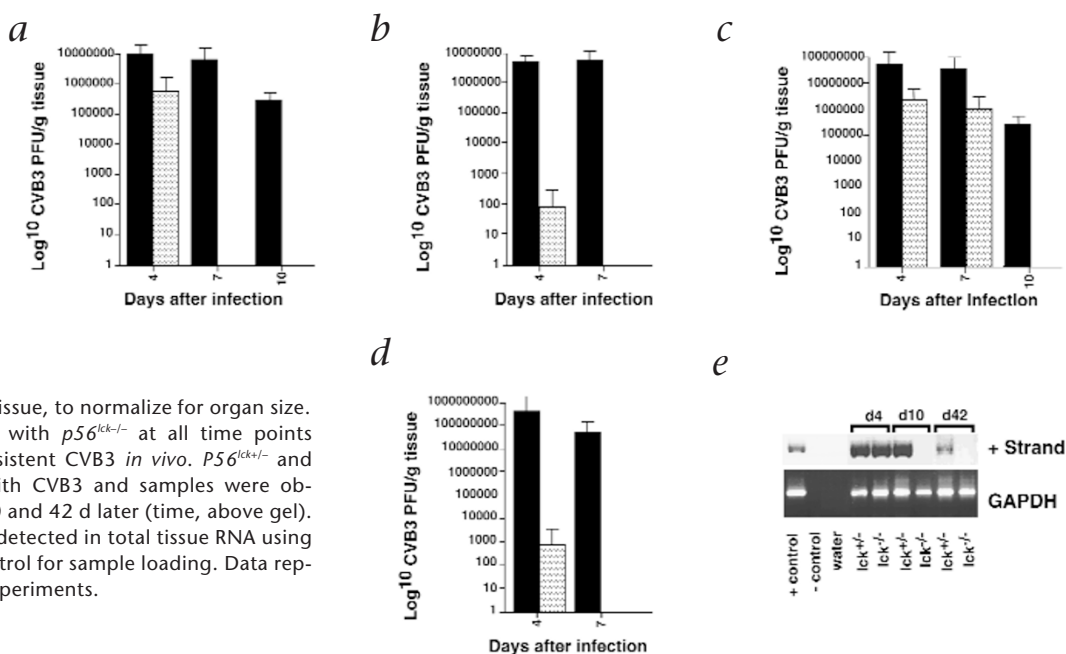 a
Log10 CVB3 PFU/g tissue
10000000
1000000
100000
10000
1000
100
10
1
4
7
10
Days after infection
b
Log10 CVB3 PFU/g tissue
10000000
1000000
100000
10000
1000
100
10
1
4
7
Days after infection
c
Log10 CVB3 PFU/g tissue
100000000
10000000
1000000
100000
10000
1000
100
10
1
4
7
10
Days after Infection
issue, to normalize for organ size.
with p56lck–/– at all time points
sistent CVB3 in vivo. P56lck+/– and
ith CVB3 and samples were ob-
0 and 42 d later (time, above gel).
detected in total tissue RNA using
trol for sample loading. Data rep-
xperiments.
d
Log10 CVB3 PFU/g tissue
1000000000
100000000
10000000
1000000
100000
10000
1000
100
10
1
4
7
Days after infection
e
d4 d10 d42
+ Strand
GAPDH
+ control
- control
water
lck+/-
lck-/-
lck+/-
lck-/-
lck+/-
lck-/-